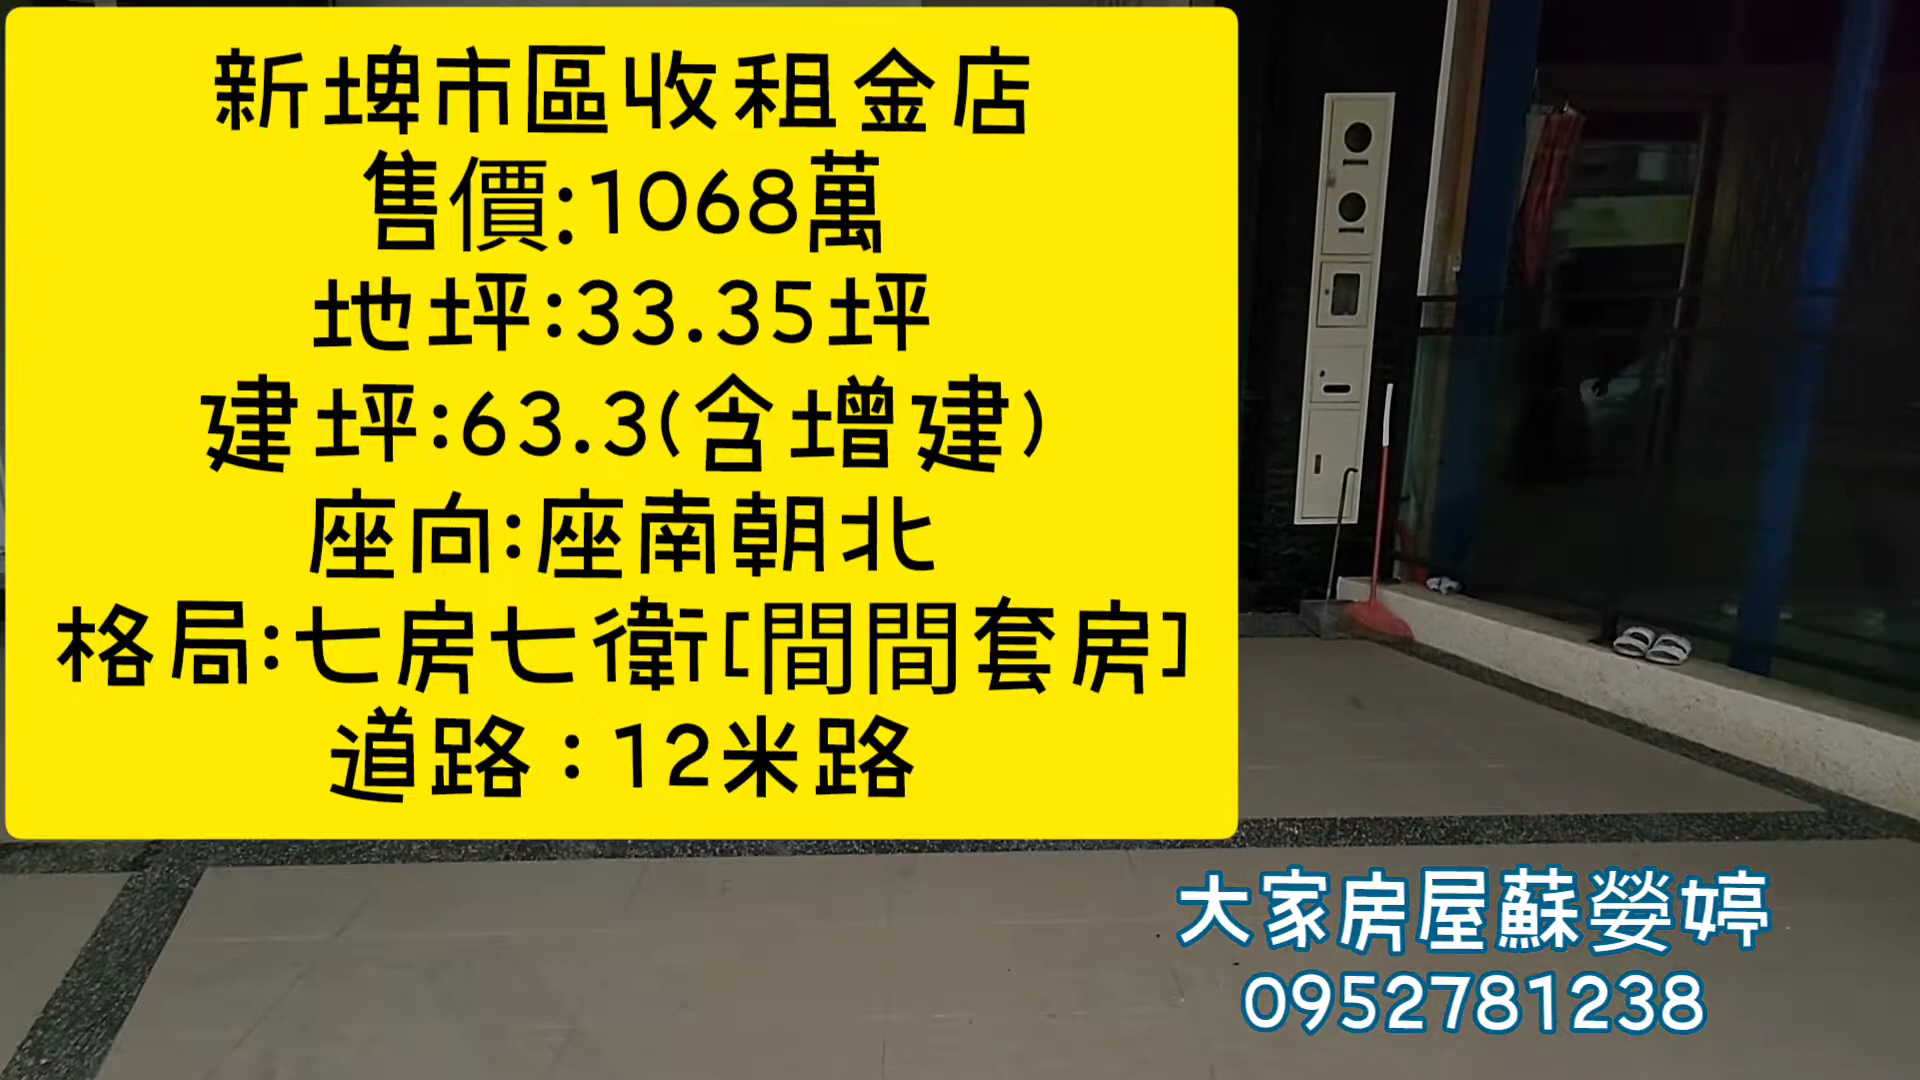 新埤市區收租金店
售價:1068萬
地坪:33.35坪
建坪:63.3(含增建)
座向:座南朝北
格局:七房七衛[間間套房]
道路:12米路
大家房屋蘇嫈婷
0952781238